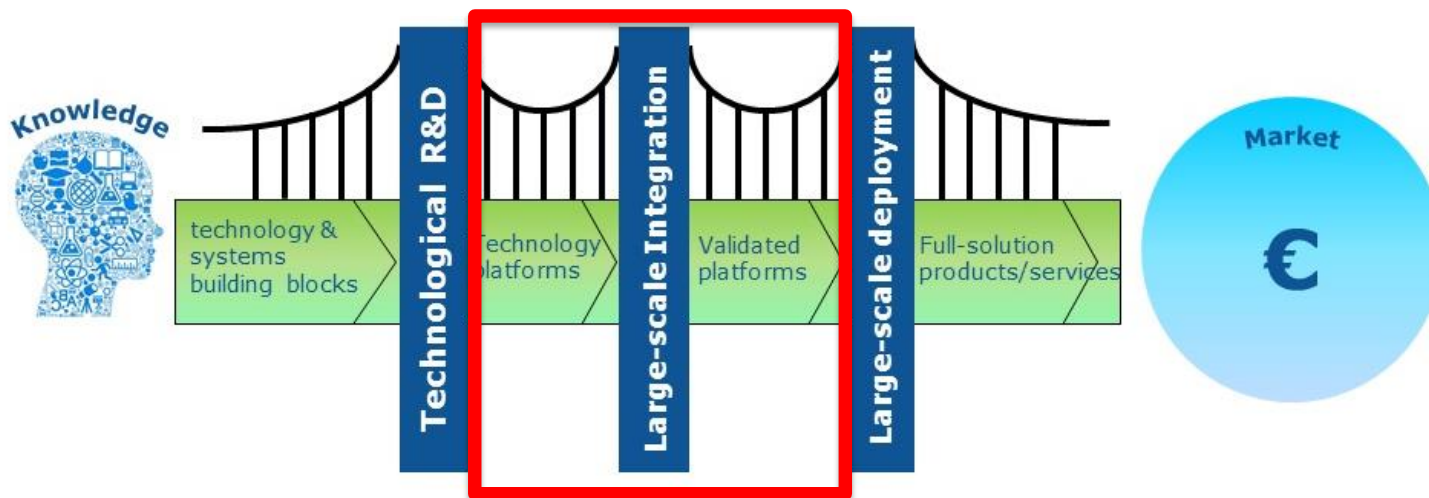 Knowledge
technology &
systems
building blocks
Technological R&D
Technology
platforms
Large-scale Integration
Validated
platforms
Large-scale deployment
Full-solution
products/services
Market
€